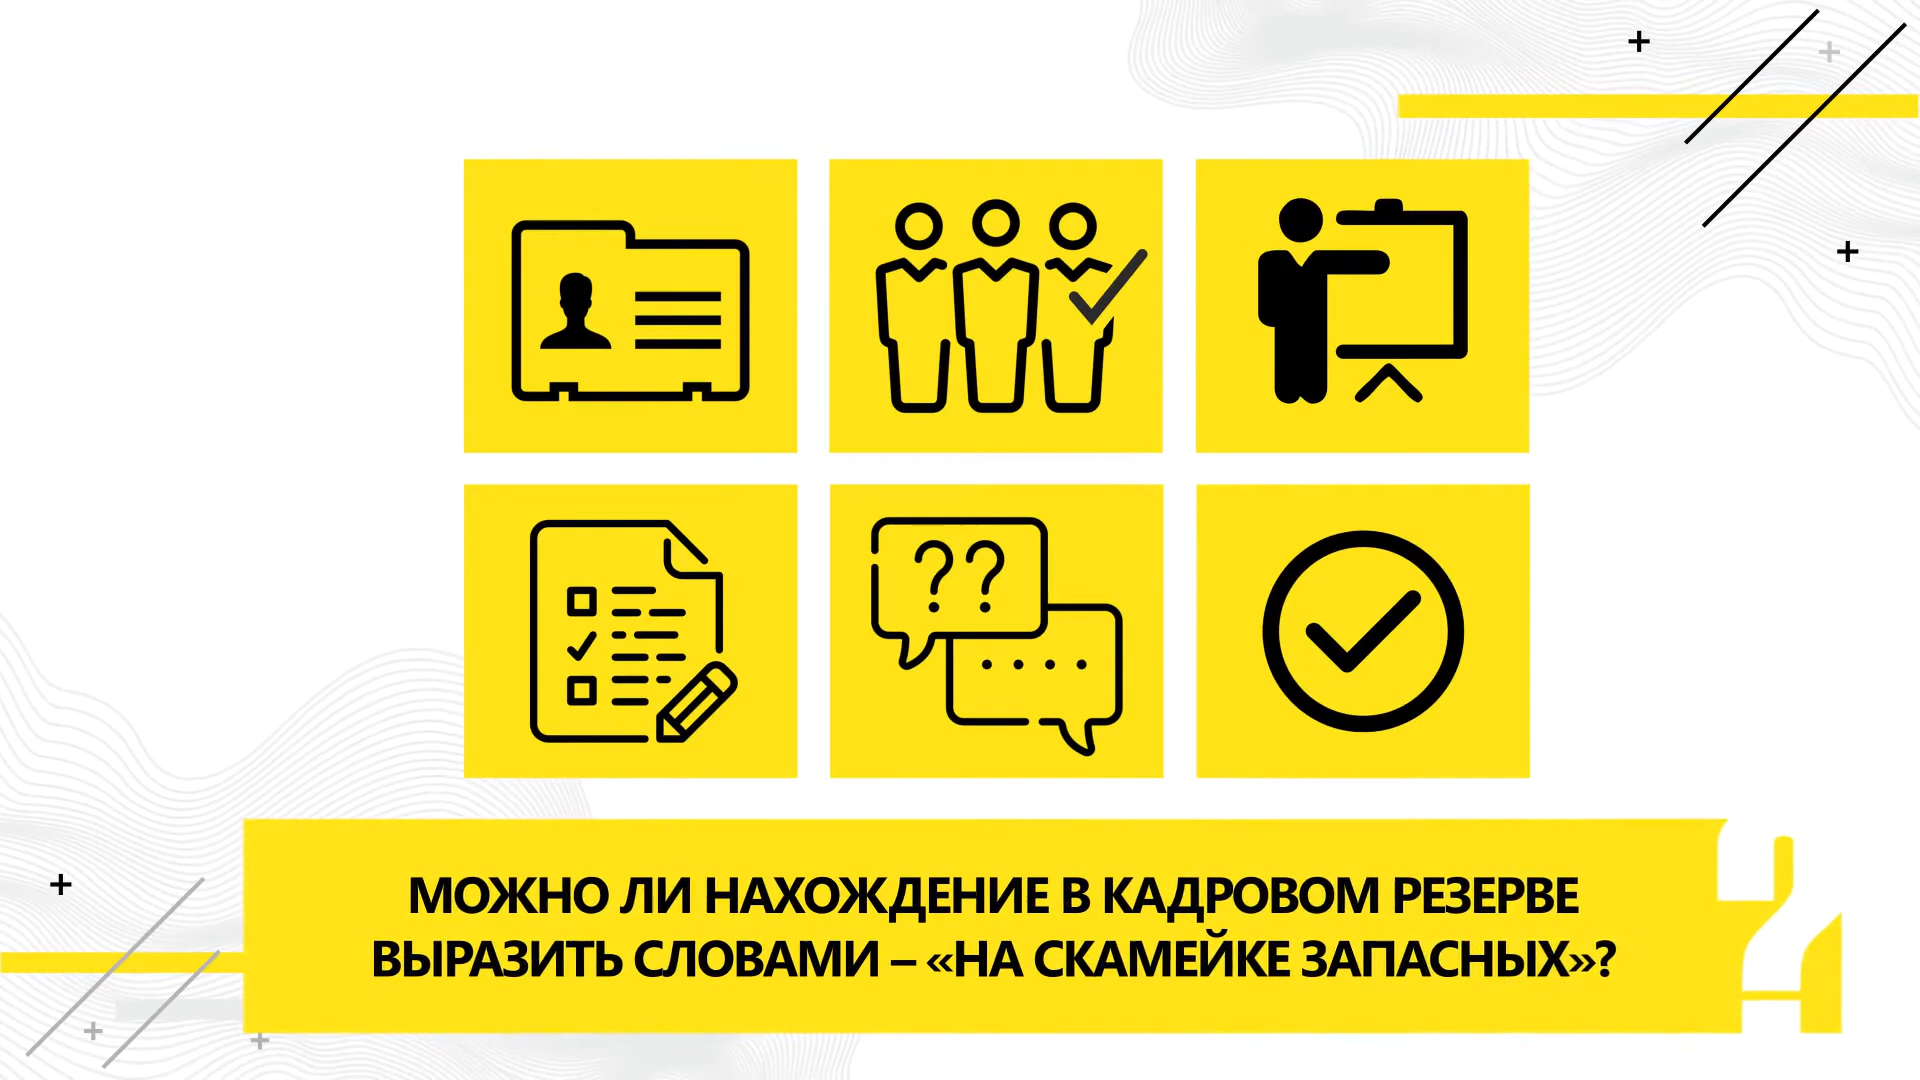 ??
МОЖНО ЛИ НАХОЖДЕНИЕ В КАДРОВОМ РЕЗЕРВЕ
ВЫРАЗИТЬ СЛОВАМИ – «НА СКАМЕЙКЕ ЗАПАСНЫХ»?
?